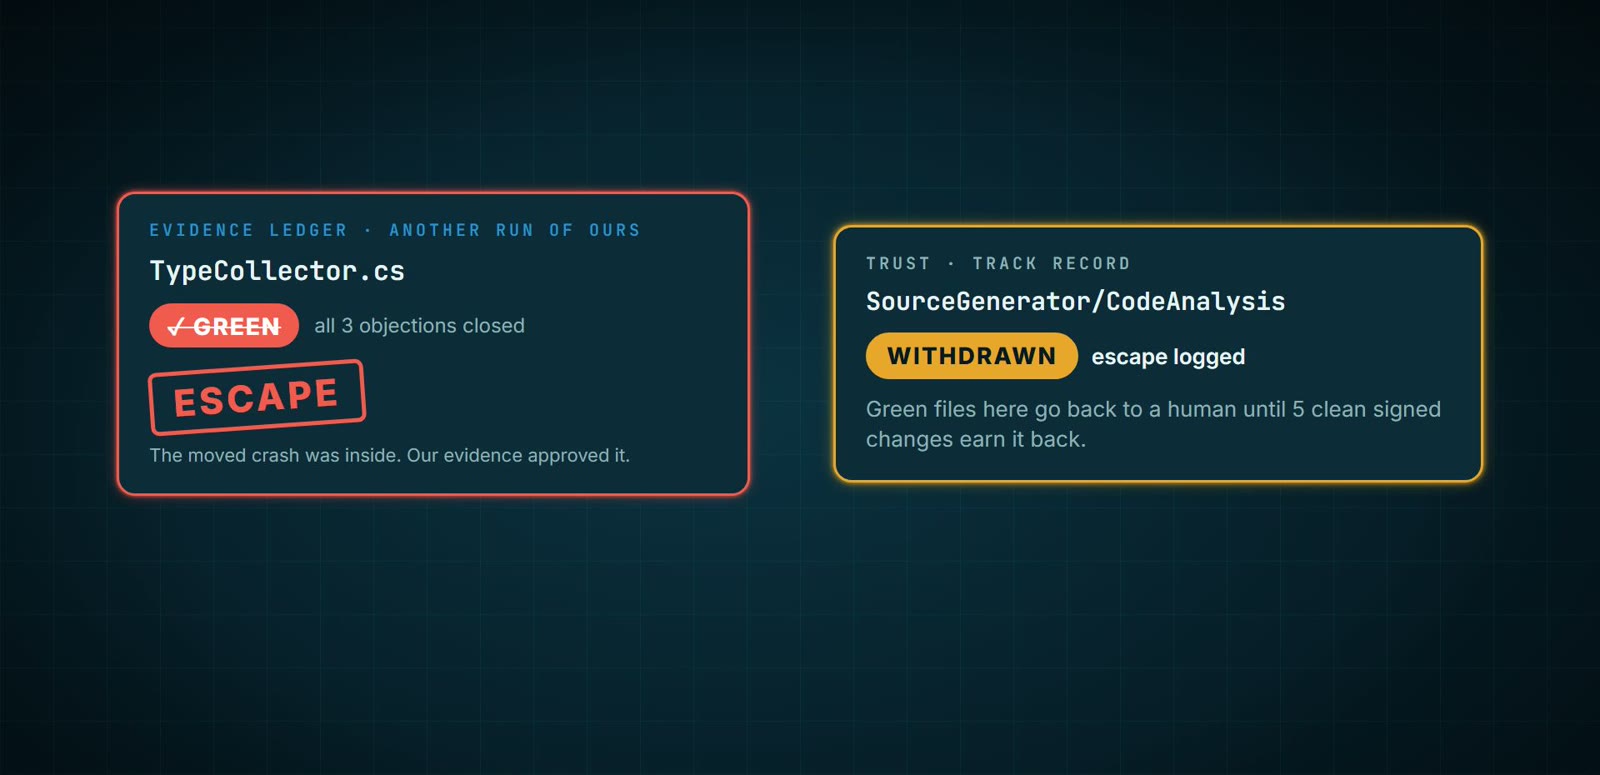 EVIDENCE LEDGER · ANOTHER RUN OF OURS
TypeCollector.cs
✓ GREEN all 3 objections closed
ESCAPE
The moved crash was inside. Our evidence approved it.
TRUST · TRACK RECORD
SourceGenerator/CodeAnalysis
WITHDRAWN escape logged
Green files here go back to a human until 5 clean signed
changes earn it back.